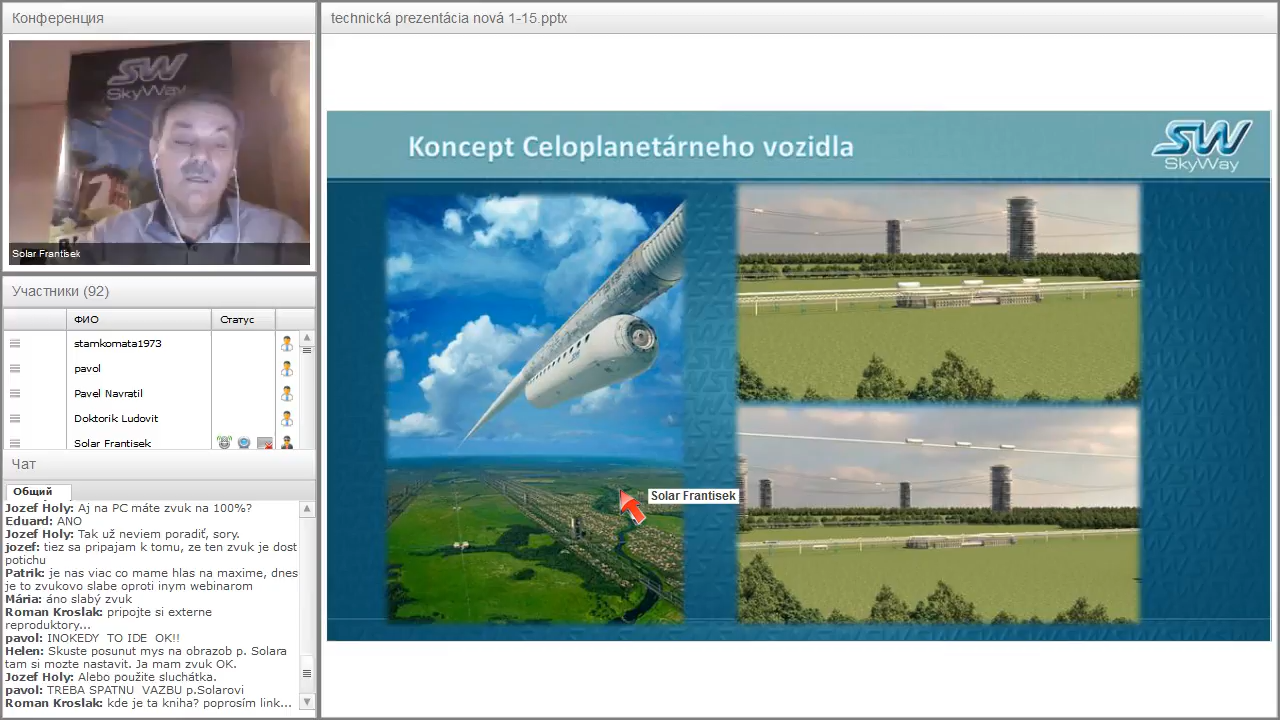 Конференция
SW
SkyWay
Solar Frantisek
Участники (92)
ФИО
Статус
stamkomata1973
pavol
Pavel Navratil
Doktorik Ludovit
Solar Frantisek
Чат
Общий
Jozef Holy: Aj na PC máte zvuk na 100%?
Eduard: ANO
Jozef Holy: Tak už neviem poradiť, sory.
jozef: tiez sa pripajam k tomu, ze ten zvuk je dost
potichu
Patrik: je nas viac co mame hlas na maxime, dnes
je to zvukovo slabe oproti inym webinarom
Mária: áno slabý zvuk
Roman Kroslak: pripojte si externe
reproduktory...
pavol: INOKEDY TO IDE OK!!
Helen: Skuste posunut mys na obrazob p. Solara
tam si mozte nastavit. Ja mam zvuk OK.
Jozef Holy: Alebo použite sluchátka.
pavol: TREBA SPATNU VAZBU p.Solarovi
Roman Kroslak: kde je ta kniha? poprosím link...
technická prezentácia nová 1-15.pptx
Koncept Celoplanetárneho vozidla
SW
SkyWay
Solar Frantisek